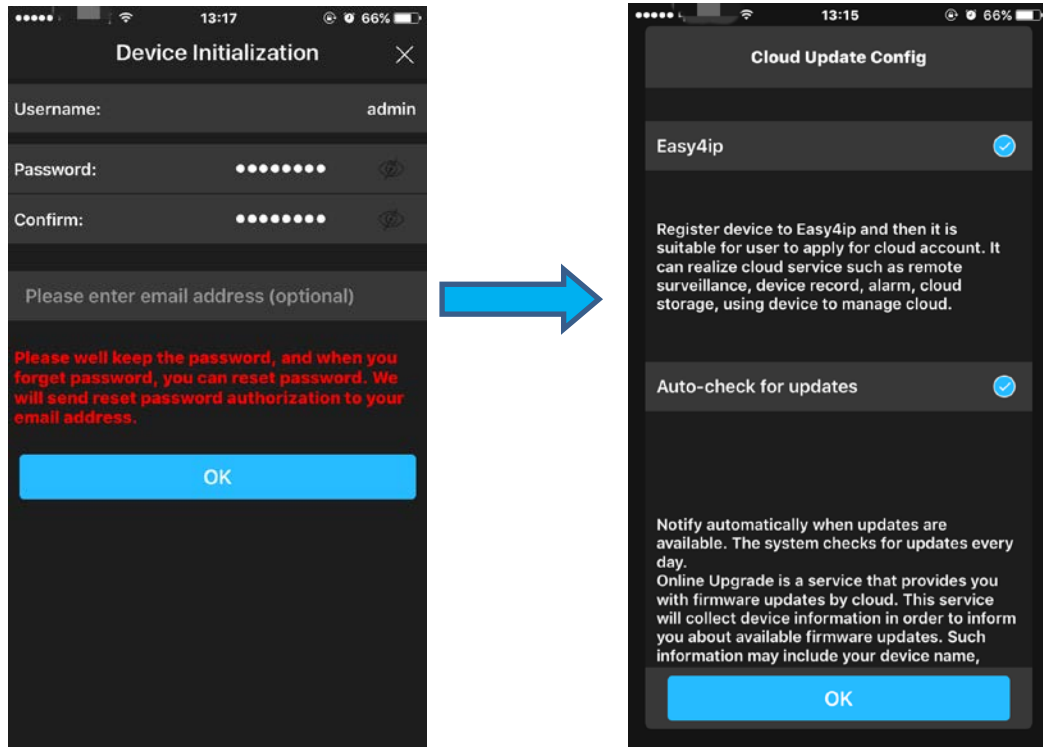 13:17
66%
Device Initialization
Username: admin
Password: ••••••••
Confirm: ••••••••
Please enter email address (optional)
Please well keep the password, and when you
forget password, you can reset password. We
will send reset password authorization to your
email address.
OK
13:15
66%
Cloud Update Config
Easy4ip
Register device to Easy4ip and then it is
suitable for user to apply for cloud account. It
can realize cloud service such as remote
surveillance, device record, alarm, cloud
storage, using device to manage cloud.
Auto-check for updates
Notify automatically when updates are
available. The system checks for updates every
day.
Online Upgrade is a service that provides you
with firmware updates by cloud. This service
will collect device information in order to inform
you about available firmware updates. Such
information may include your device name,
OK